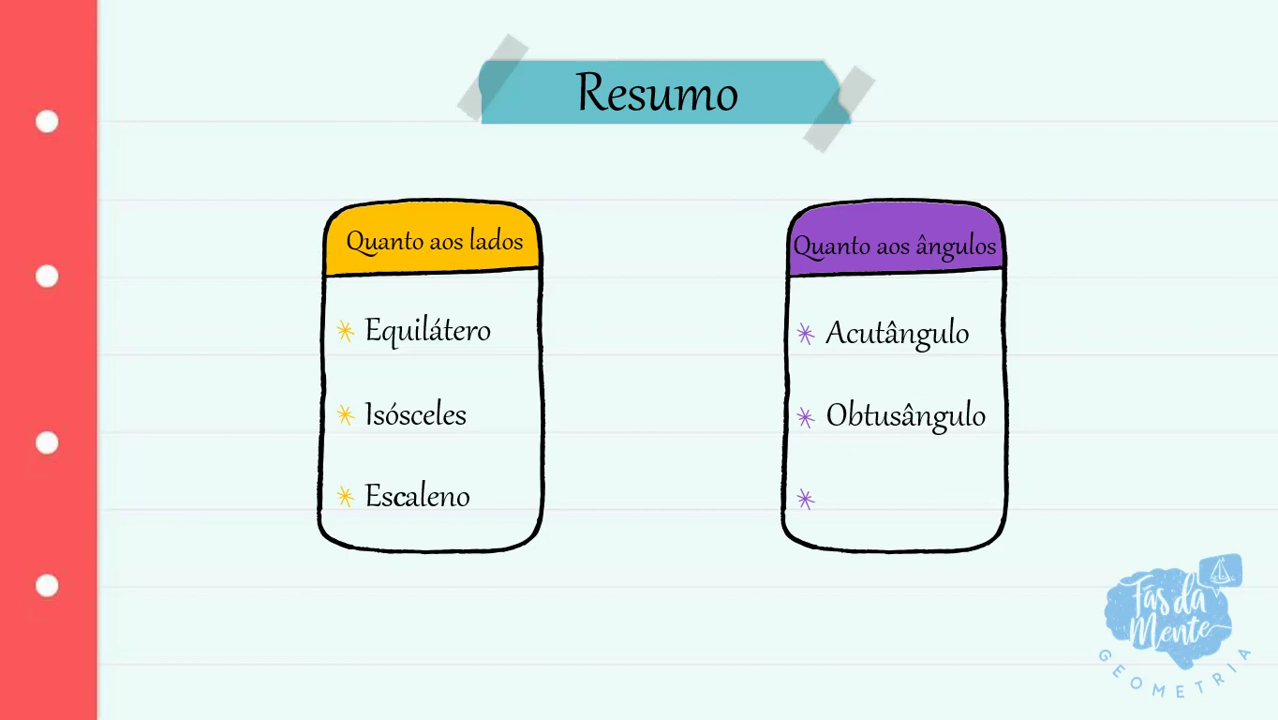 Resumo
Quanto aos lados
Equilátero
Isósceles
Escaleno
Quanto aos ângulos
Acutângulo
Obtusângulo
Fãs da
Mente
GEOMETRIA